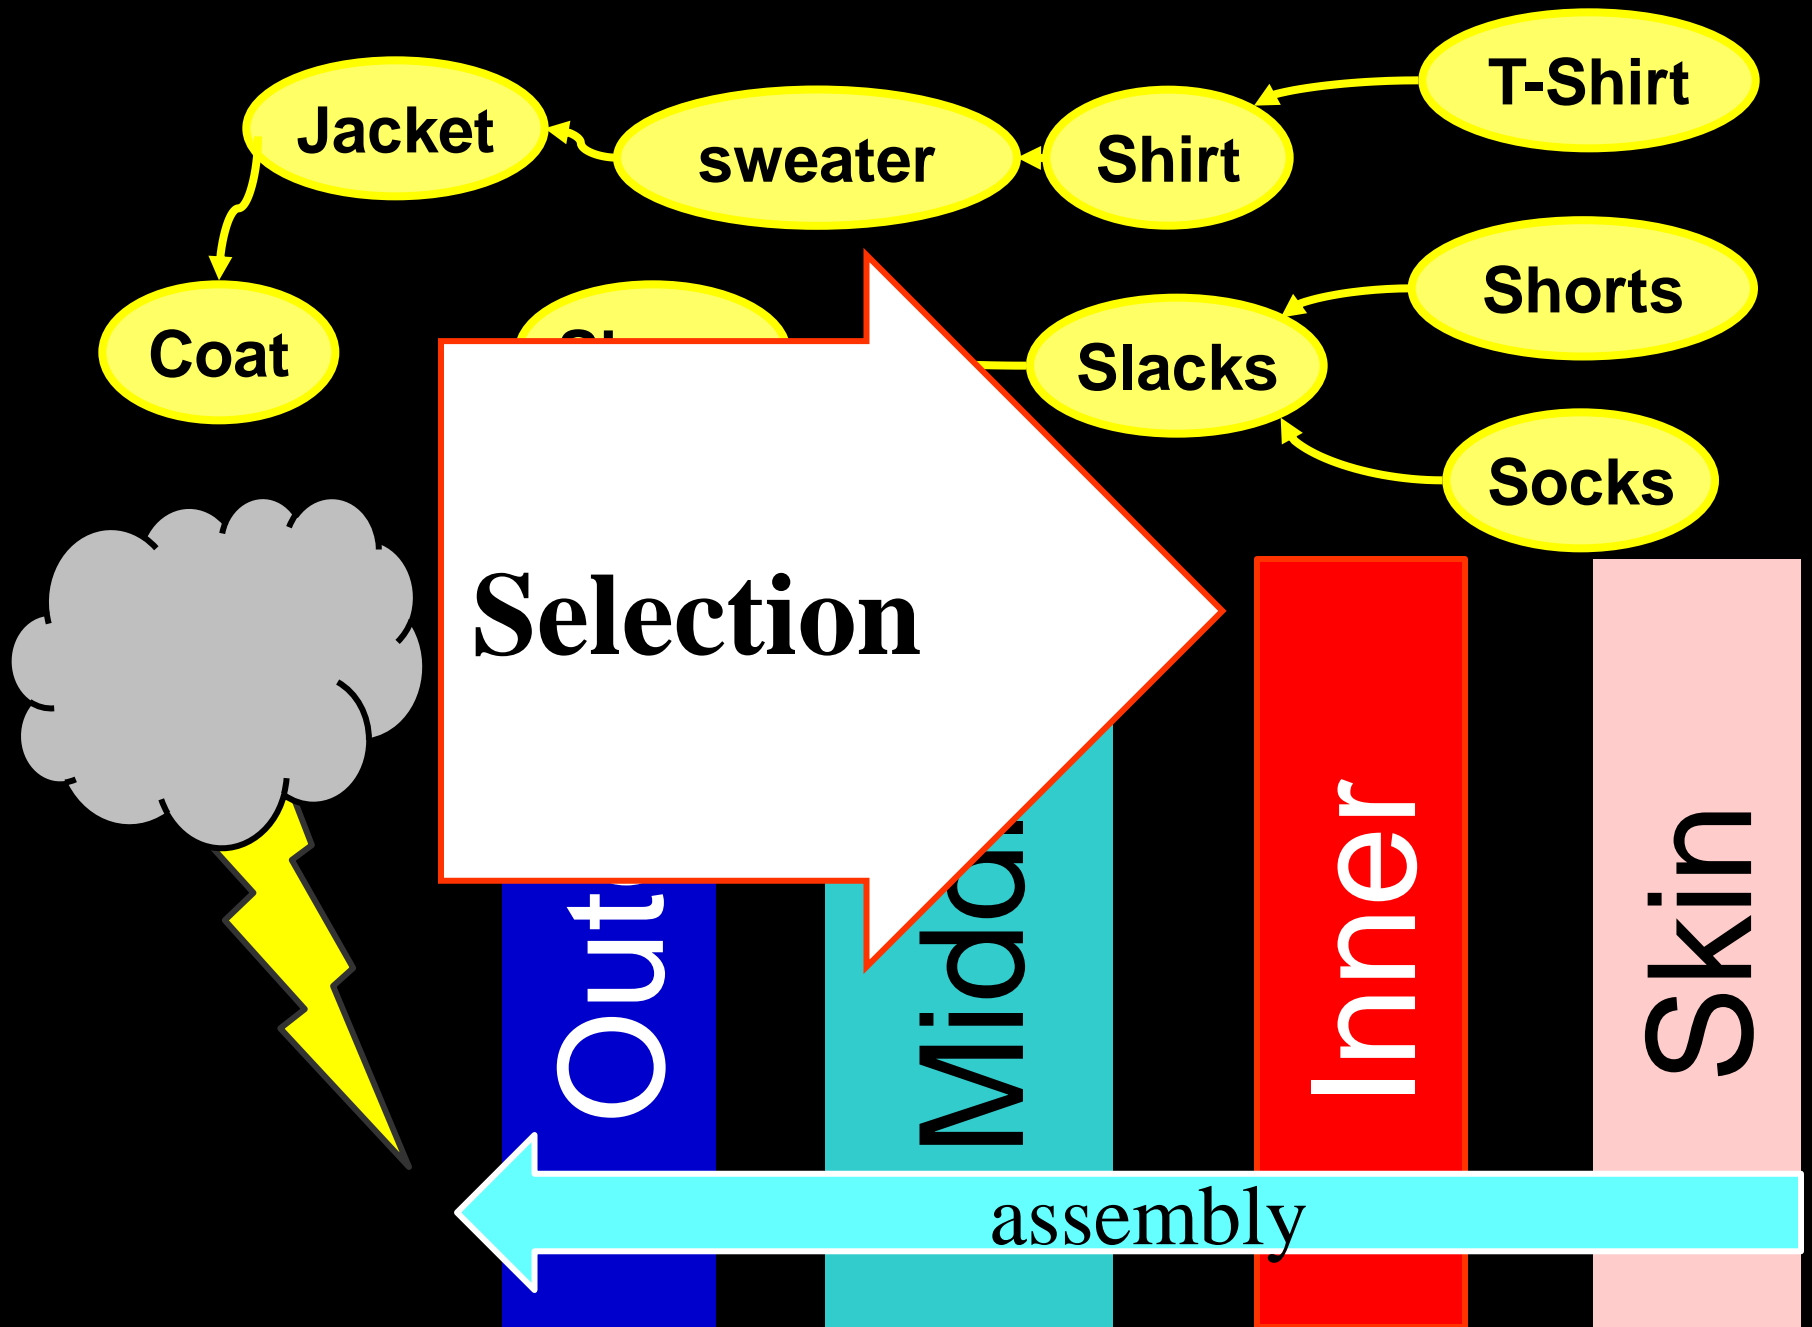 T-Shirt
Jacket
sweater
Shirt
Shorts
Coat
Slacks
Socks
Selection
Inner
Skin
assembly